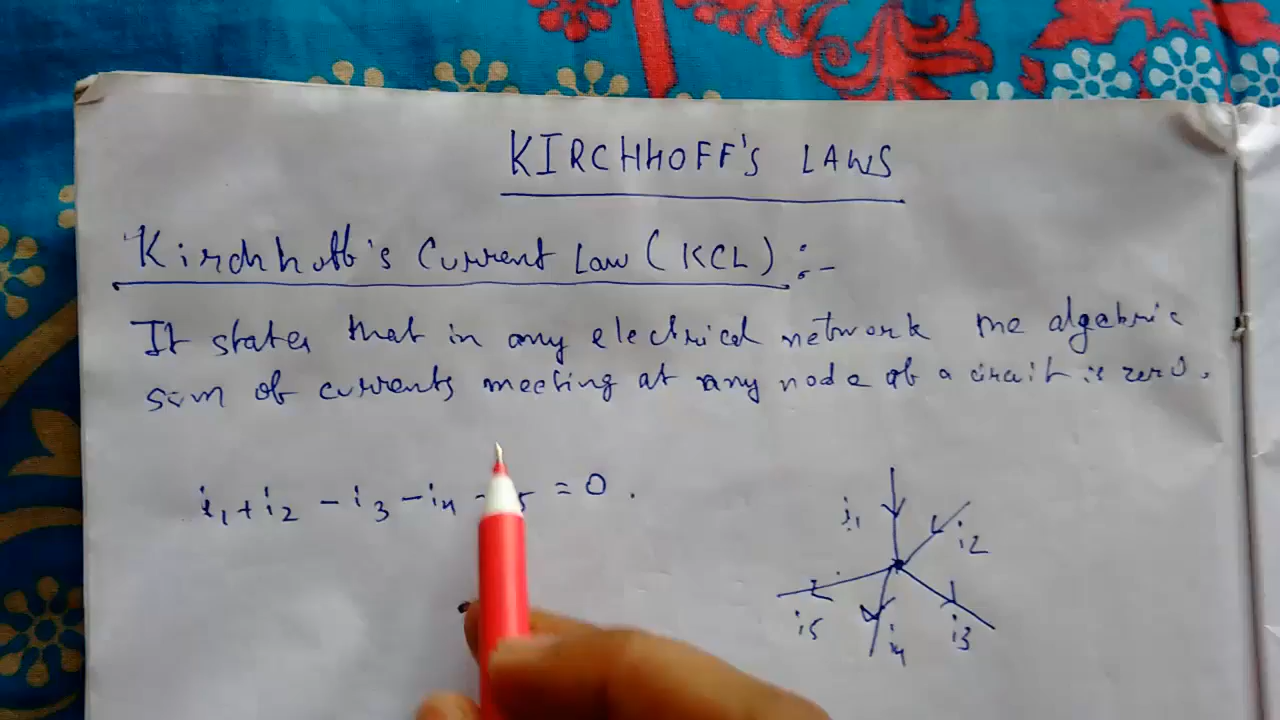 KIRCHHOFF'S LAWS
Kirchhoff's Current Law (KCL) :-
It states that in any electrical network the algebric
sum of currents meeting at any node of a circuit is zero.
i1 + i2 - i3 - i4 - 5 = 0 .
i1
i2
i5
i4
i3